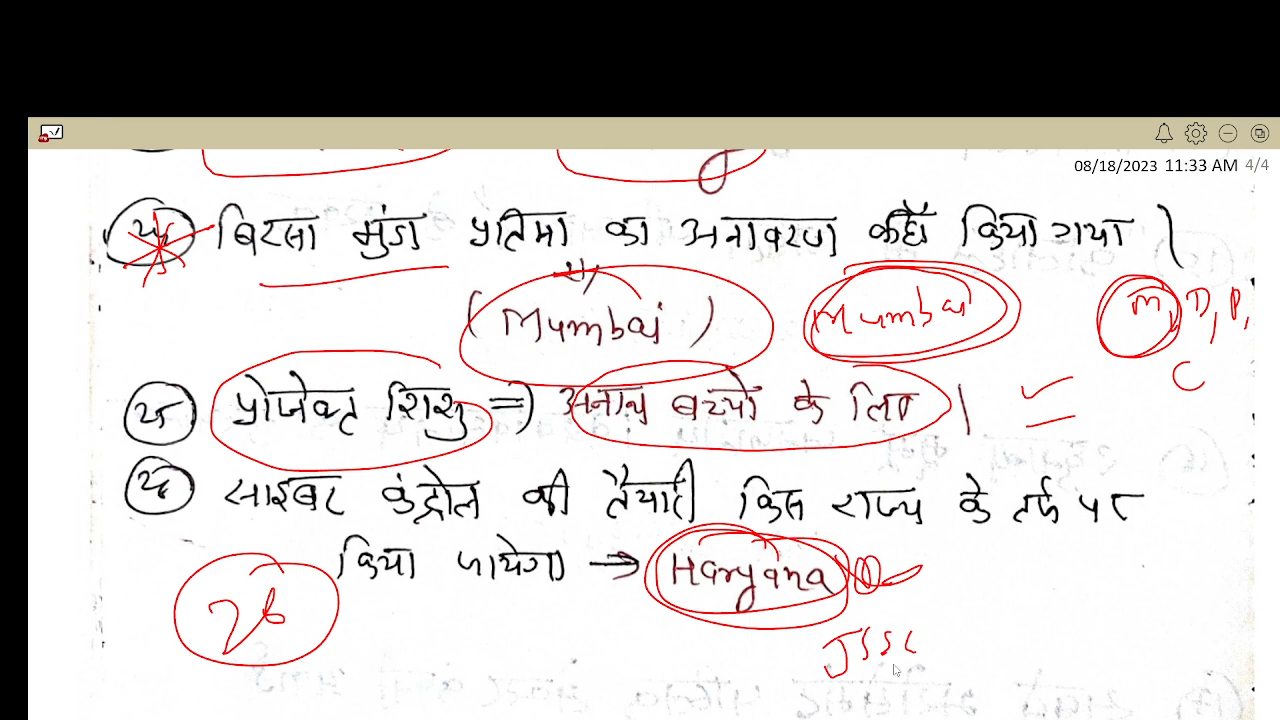 08/18/2023 11:33 AM 4/4
बिरसा मुंडा प्रतिमा का अनावरण कहाँ किया गया |
(Mumbai) Mumbai M, D, P,
C
प्रोजेक्ट शिशु => अनाथ बच्चो के लिए |
साइबर कंट्रोल की तैयारी किस राज्य के तर्फ पर
किया जायेगा → Haryana
26
JSSC